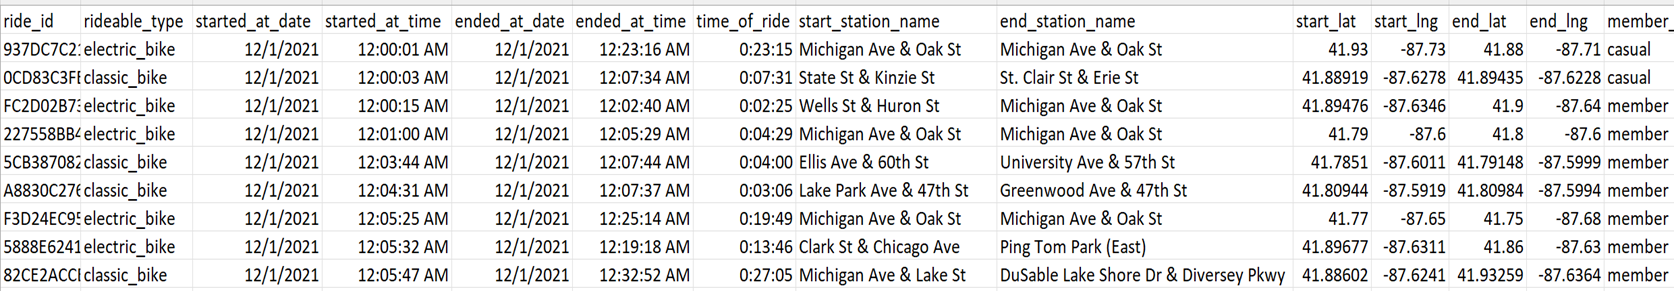 ride_id rideable_type started_at_date started_at_time ended_at_date ended_at_time time_of_ride start_station_name end_station_name start_lat start_lng end_lat end_lng member_
937DC7C21 electric_bike 12/1/2021 12:00:01 AM 12/1/2021 12:23:16 AM 0:23:15 Michigan Ave & Oak St Michigan Ave & Oak St 41.93 -87.73 41.88 -87.71 casual
0CD83C3F classic_bike 12/1/2021 12:00:03 AM 12/1/2021 12:07:34 AM 0:07:31 State St & Kinzie St St. Clair St & Erie St 41.88919 -87.6278 41.89435 -87.6228 casual
FC2D02B7 electric_bike 12/1/2021 12:00:15 AM 12/1/2021 12:02:40 AM 0:02:25 Wells St & Huron St Michigan Ave & Oak St 41.89476 -87.6346 41.9 -87.64 member
227558BB4 electric_bike 12/1/2021 12:01:00 AM 12/1/2021 12:05:29 AM 0:04:29 Michigan Ave & Oak St Michigan Ave & Oak St 41.79 -87.6 41.8 -87.6 member
5CB387082 classic_bike 12/1/2021 12:03:44 AM 12/1/2021 12:07:44 AM 0:04:00 Ellis Ave & 60th St University Ave & 57th St 41.7851 -87.6011 41.79148 -87.5999 member
A8830C276 classic_bike 12/1/2021 12:04:31 AM 12/1/2021 12:07:37 AM 0:03:06 Lake Park Ave & 47th St Greenwood Ave & 47th St 41.80944 -87.5919 41.80984 -87.5994 member
F3D24EC95 electric_bike 12/1/2021 12:05:25 AM 12/1/2021 12:25:14 AM 0:19:49 Michigan Ave & Oak St Michigan Ave & Oak St 41.77 -87.65 41.75 -87.68 member
5888E6241 electric_bike 12/1/2021 12:05:32 AM 12/1/2021 12:19:18 AM 0:13:46 Clark St & Chicago Ave Ping Tom Park (East) 41.89677 -87.6311 41.86 -87.63 member
82CE2ACC classic_bike 12/1/2021 12:05:47 AM 12/1/2021 12:32:52 AM 0:27:05 Michigan Ave & Lake St DuSable Lake Shore Dr & Diversey Pkwy 41.88602 -87.6241 41.93259 -87.6364 member